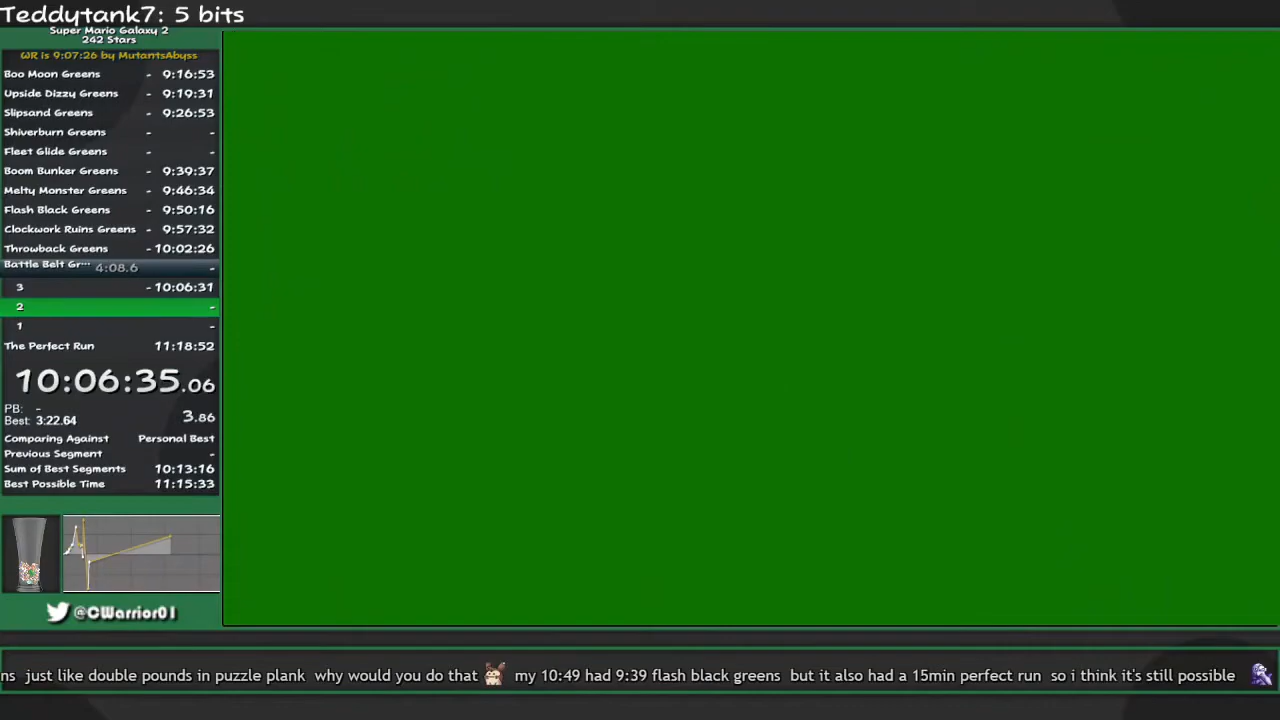 Teddytank7: 5 bits
Super Mario Galaxy 2
242 Stars
WR is 9:07:26 by MutantsAbyss
Boo Moon Greens - 9:16:53
Upside Dizzy Greens - 9:19:31
Slipsand Greens - 9:26:53
Shiverburn Greens - -
Fleet Glide Greens - -
Boom Bunker Greens - 9:39:37
Melty Monster Greens - 9:46:34
Flash Black Greens - 9:50:16
Clockwork Ruins Greens - 9:57:32
Throwback Greens - 10:02:26
Battle Belt Gr... 4:08.6 -
3 - 10:06:31
2 -
1 -
The Perfect Run 11:18:52
10:06:35.06
PB: -
Best: 3:22.64 3.86
Comparing Against Personal Best
Previous Segment -
Sum of Best Segments 10:13:16
Best Possible Time 11:15:33
@CWarrior01
ns just like double pounds in puzzle plank why would you do that my 10:49 had 9:39 flash black greens but it also had a 15min perfect run so i think it's still possible